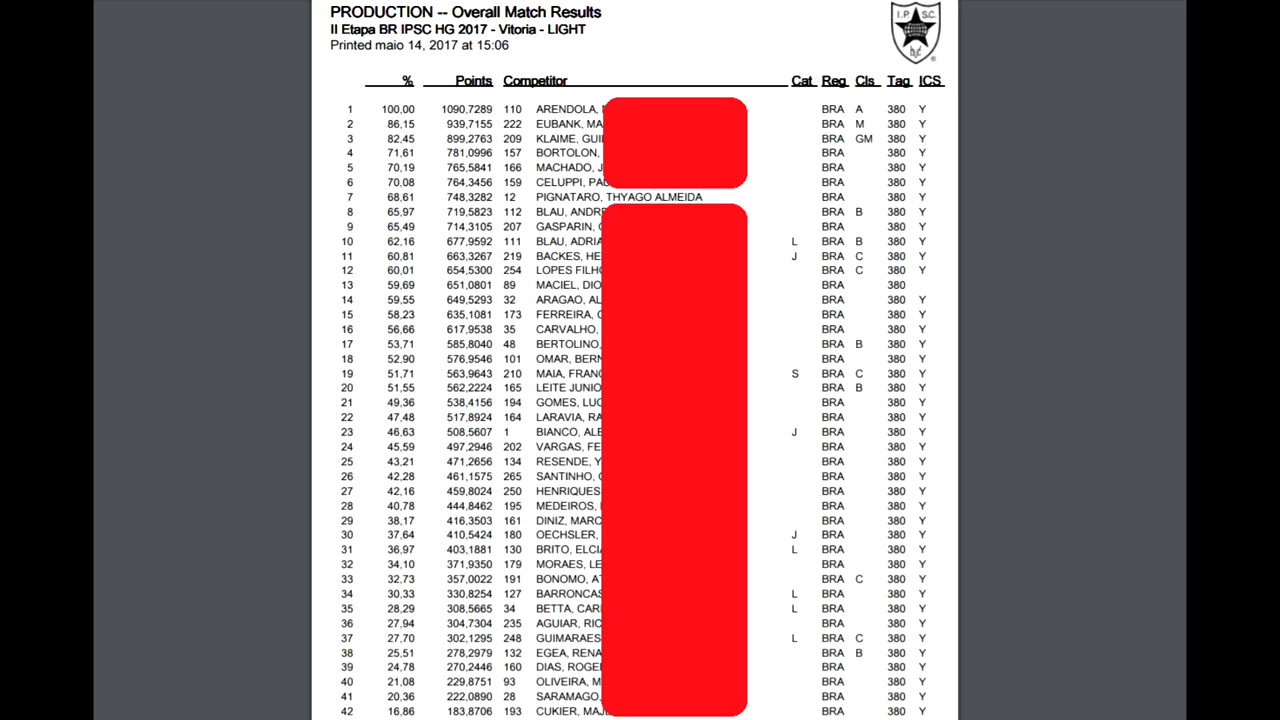 PRODUCTION -- Overall Match Results
II Etapa BR IPSC HG 2017 - Vitoria - LIGHT
Printed maio 14, 2017 at 15:06
I.P.S.C.
% Points Competitor Cat Reg Cls Tag ICS
1 100,00 1090,7289 110 ARENDOLA, BRA A 380 Y
2 86,15 939,7155 222 EUBANK, MA BRA M 380 Y
3 82,45 899,2763 209 KLAIME, GUI BRA GM 380 Y
4 71,61 781,0996 157 BORTOLON, BRA 380 Y
5 70,19 765,5841 166 MACHADO, J BRA 380 Y
6 70,08 764,3456 159 CELUPPI, PAU BRA 380 Y
7 68,61 748,3282 12 PIGNATARO, THYAGO ALMEIDA BRA 380 Y
8 65,97 719,5823 112 BLAU, ANDR BRA B 380 Y
9 65,49 714,3105 207 GASPARIN, BRA 380 Y
10 62,16 677,9592 111 BLAU, ADRIA L BRA B 380 Y
11 60,81 663,3267 219 BACKES, HE J BRA C 380 Y
12 60,01 654,5300 254 LOPES FILH BRA C 380 Y
13 59,69 651,0801 89 MACIEL, DIO BRA 380
14 59,55 649,5293 32 ARAGAO, AL BRA 380 Y
15 58,23 635,1081 173 FERREIRA, BRA 380 Y
16 56,66 617,9538 35 CARVALHO, BRA 380 Y
17 53,71 585,8040 48 BERTOLINO, BRA B 380 Y
18 52,90 576,9546 101 OMAR, BERN BRA 380 Y
19 51,71 563,9643 210 MAIA, FRAN S BRA C 380 Y
20 51,55 562,2224 165 LEITE JUNIO BRA B 380 Y
21 49,36 538,4156 194 GOMES, LUC BRA 380 Y
22 47,48 517,8924 164 LARAVIA, RA BRA 380 Y
23 46,63 508,5607 1 BIANCO, ALE J BRA 380 Y
24 45,59 497,2946 202 VARGAS, FE BRA 380 Y
25 43,21 471,2656 134 RESENDE, Y BRA 380 Y
26 42,28 461,1575 265 SANTINHO, BRA 380 Y
27 42,16 459,8024 250 HENRIQUES BRA 380 Y
28 40,78 444,8462 195 MEDEIROS, BRA 380 Y
29 38,17 416,3503 161 DINIZ, MARC BRA 380 Y
30 37,64 410,5424 180 OECHSLER, J BRA 380 Y
31 36,97 403,1881 130 BRITO, ELCI L BRA 380 Y
32 34,10 371,9350 179 MORAES, LE BRA 380 Y
33 32,73 357,0022 191 BONOMO, A BRA C 380 Y
34 30,33 330,8254 127 BARRONCAS L BRA 380 Y
35 28,29 308,5665 34 BETTA, CAR L BRA 380 Y
36 27,94 304,7304 235 AGUIAR, RIC BRA 380 Y
37 27,70 302,1295 248 GUIMARAES L BRA C 380 Y
38 25,51 278,2979 132 EGEA, RENA BRA B 380 Y
39 24,78 270,2446 160 DIAS, ROGE BRA 380 Y
40 21,08 229,8751 93 OLIVEIRA, M BRA 380 Y
41 20,36 222,0890 28 SARAMAGO, BRA 380 Y
42 16,86 183,8706 193 CUKIER, MA BRA 380 Y